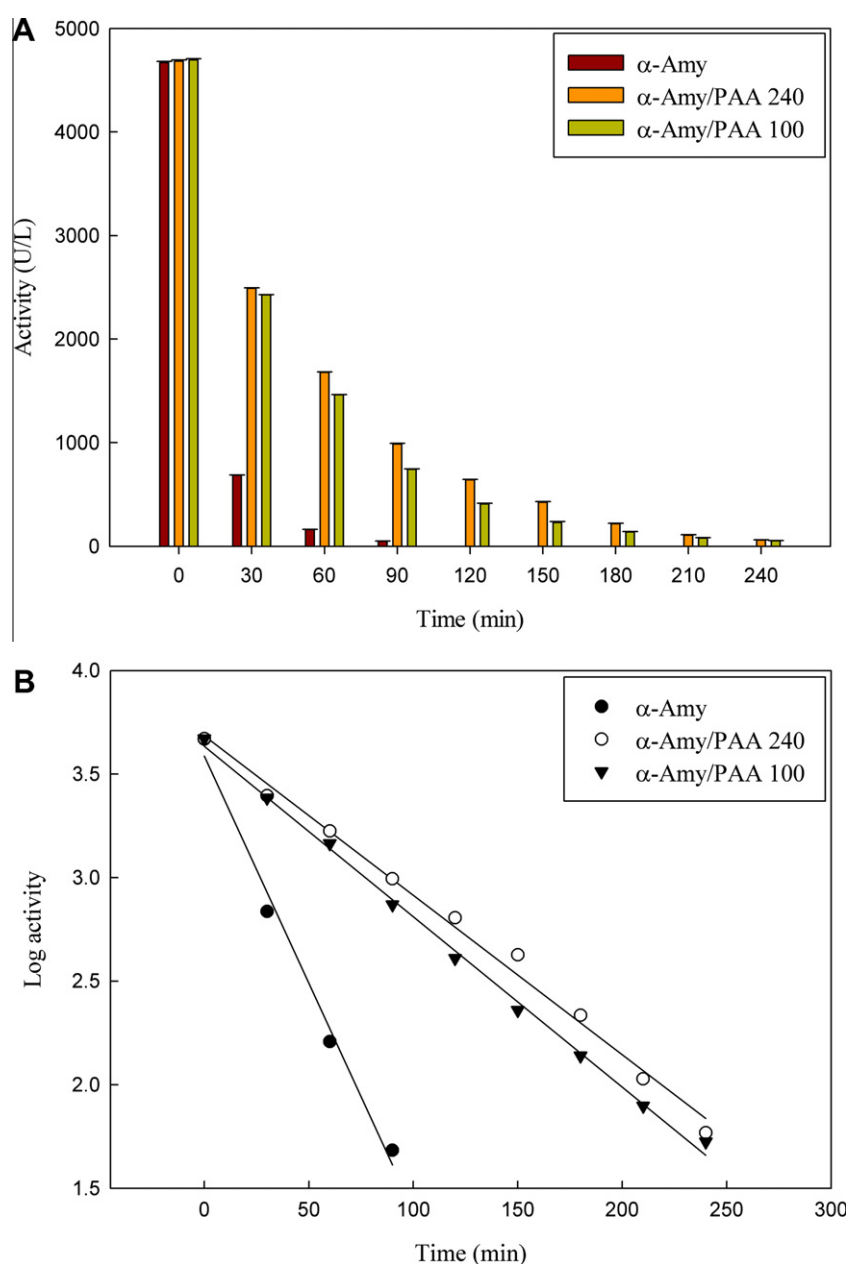 A
5000
4000
3000
2000
1000
0
Activity (U/L)
α-Amy
α-Amy/PAA 240
α-Amy/PAA 100
0 30 60 90 120 150 180 210 240
Time (min)
B
4.0
3.5
3.0
2.5
2.0
1.5
Log activity
α-Amy
α-Amy/PAA 240
α-Amy/PAA 100
0 50 100 150 200 250 300
Time (min)